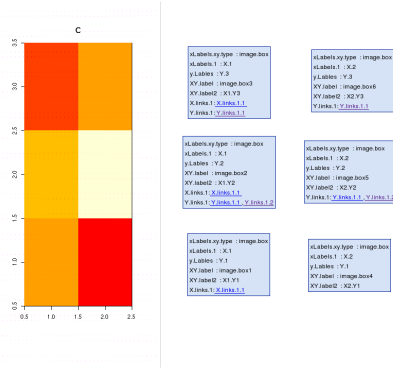 C
3.5
3.0
2.5
2.0
1.5
1.0
0.5
0.5 1.0 1.5 2.0 2.5
xLabels.xy.type : image.box
xLabels.1 : X.1
y.Lables : Y.3
XY.label : image.box3
XY.label2 : X1.Y3
X.links.1: X.links.1.1
Y.links.1: Y.links.1.1
xLabels.xy.type : image.box
xLabels.1 : X.2
y.Lables : Y.3
XY.label : image.box6
XY.label2 : X2.Y3
Y.links.1: Y.links.1.1
xLabels.xy.type : image.box
xLabels.1 : X.1
y.Lables : Y.2
XY.label : image.box2
XY.label2 : X1.Y2
X.links.1: X.links.1.1
Y.links.1: Y.links.1.1 , Y.links.1.2
xLabels.xy.type : image.box
xLabels.1 : X.2
y.Lables : Y.2
XY.label : image.box5
XY.label2 : X2.Y2
Y.links.1: Y.links.1.1 , Y.links.1.2
xLabels.xy.type : image.box
xLabels.1 : X.1
y.Lables : Y.1
XY.label : image.box1
XY.label2 : X1.Y1
X.links.1: X.links.1.1
xLabels.xy.type : image.box
xLabels.1 : X.2
y.Lables : Y.1
XY.label : image.box4
XY.label2 : X2.Y1